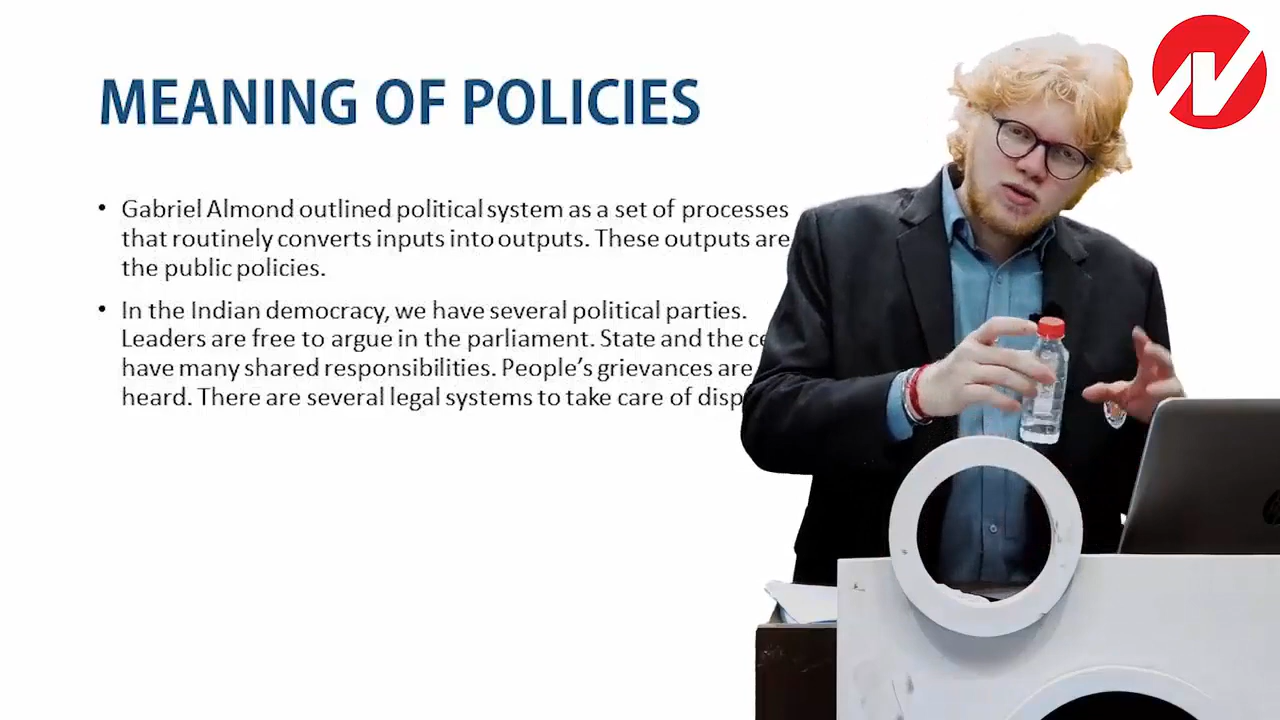 MEANING OF POLICIES
• Gabriel Almond outlined political system as a set of processes
that routinely converts inputs into outputs. These outputs are
the public policies.
• In the Indian democracy, we have several political parties.
Leaders are free to argue in the parliament. State and the
have many shared responsibilities. People's grievances are
heard. There are several legal systems to take care of